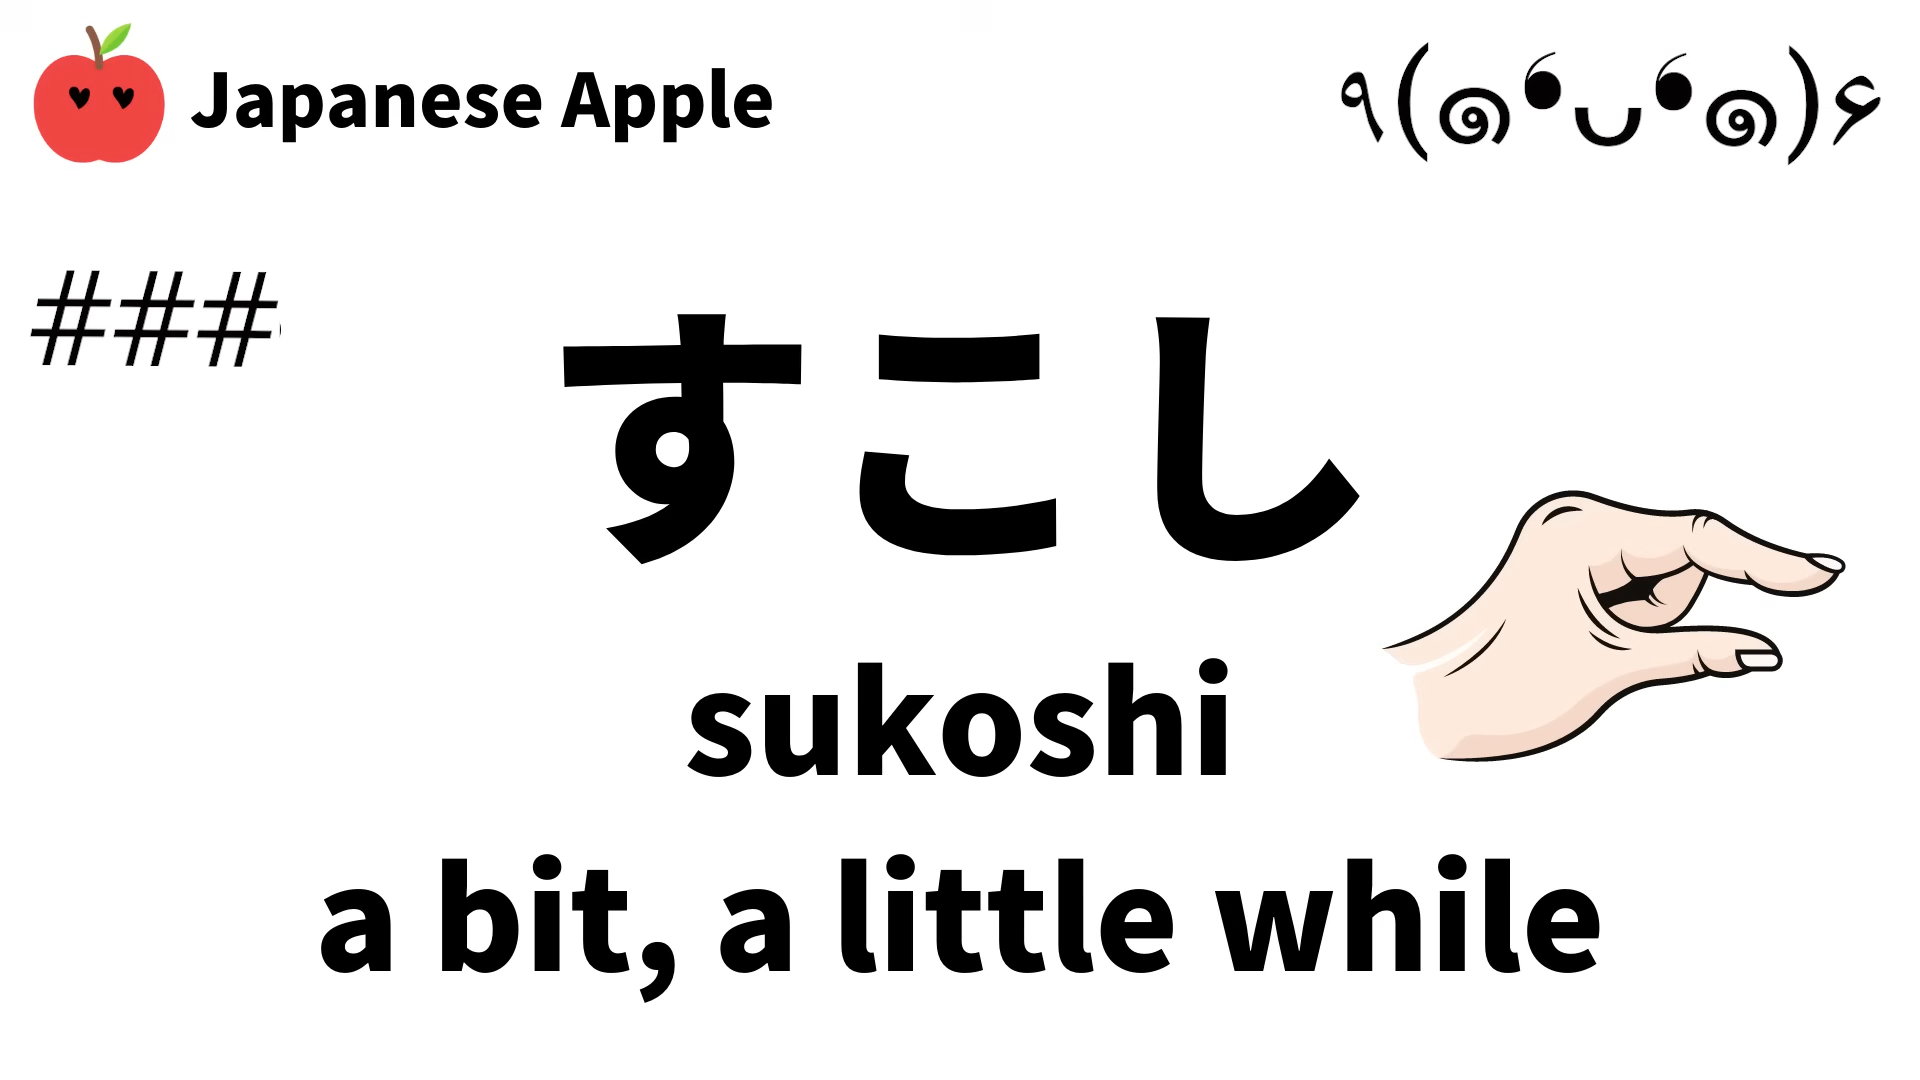 Japanese Apple
٩(๑❛ᴗ❛๑)۶
###
すこし
sukoshi
a bit, a little while